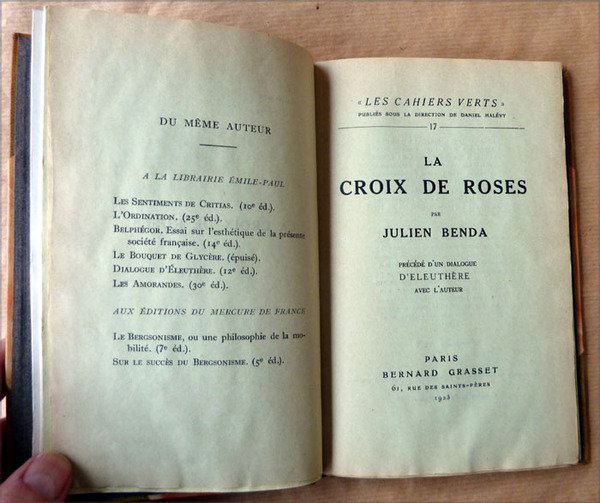 DU MÊME AUTEUR
A LA LIBRAIRIE ÉMILE-PAUL
LES SENTIMENTS DE CRITIAS. (10e éd.).
L'ORDINATION. (25e éd.).
BELPHÉGOR. Essai sur l'esthétique de la présente
société française. (14e éd.).
LE BOUQUET DE GLYCÈRE. (épuisé).
DIALOGUE D'ÉLEUTHÈRE. (12e éd.).
LES AMORANDES. (30e éd.).
AUX ÉDITIONS DU MERCURE DE FRANCE
LE BERGSONISME, ou une philosophie de la mo-
bilité. (7e éd.).
SUR LE SUCCÈS DU BERGSONISME. (5e éd.).
« LES CAHIERS VERTS »
PUBLIÉS SOUS LA DIRECTION DE DANIEL HALÉVY
17
LA
CROIX DE ROSES
PAR
JULIEN BENDA
PRÉCÉDÉ D'UN DIALOGUE
D'ELEUTHÈRE
AVEC L'AUTEUR
PARIS
BERNARD GRASSET
61, RUE DES SAINTS-PÈRES
1923